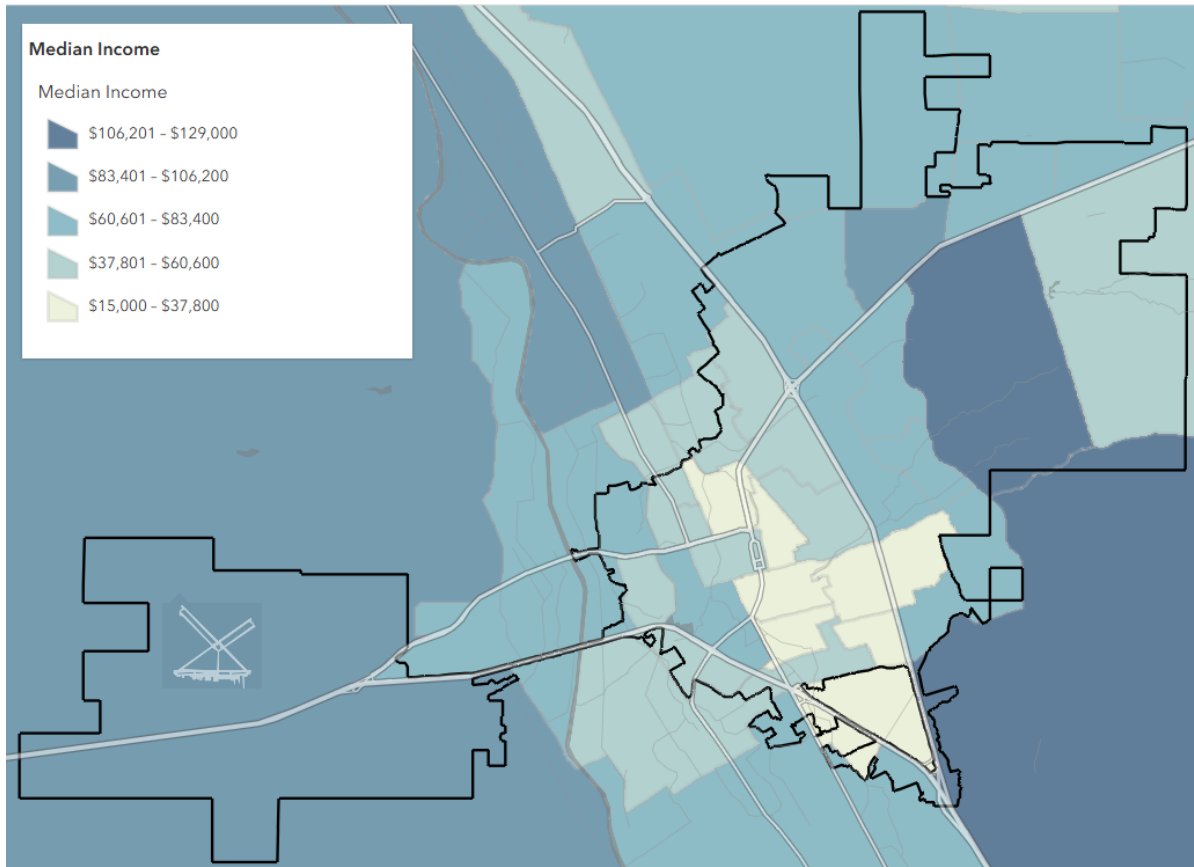 Median Income
Median Income
$106,201 – $129,000
$83,401 – $106,200
$60,601 – $83,400
$37,801 – $60,600
$15,000 – $37,800